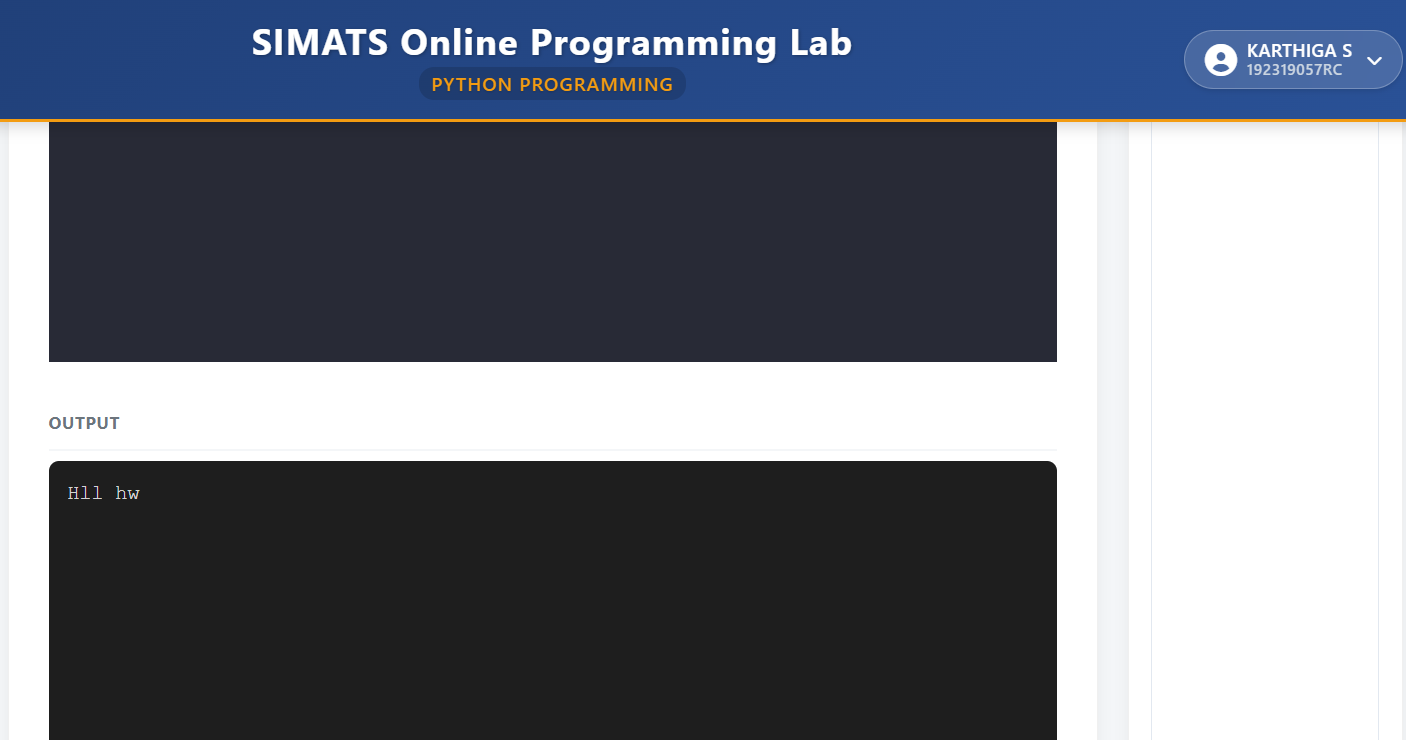 SIMATS Online Programming Lab
PYTHON PROGRAMMING
KARTHIGA S
192319057RC
OUTPUT
Hll hw